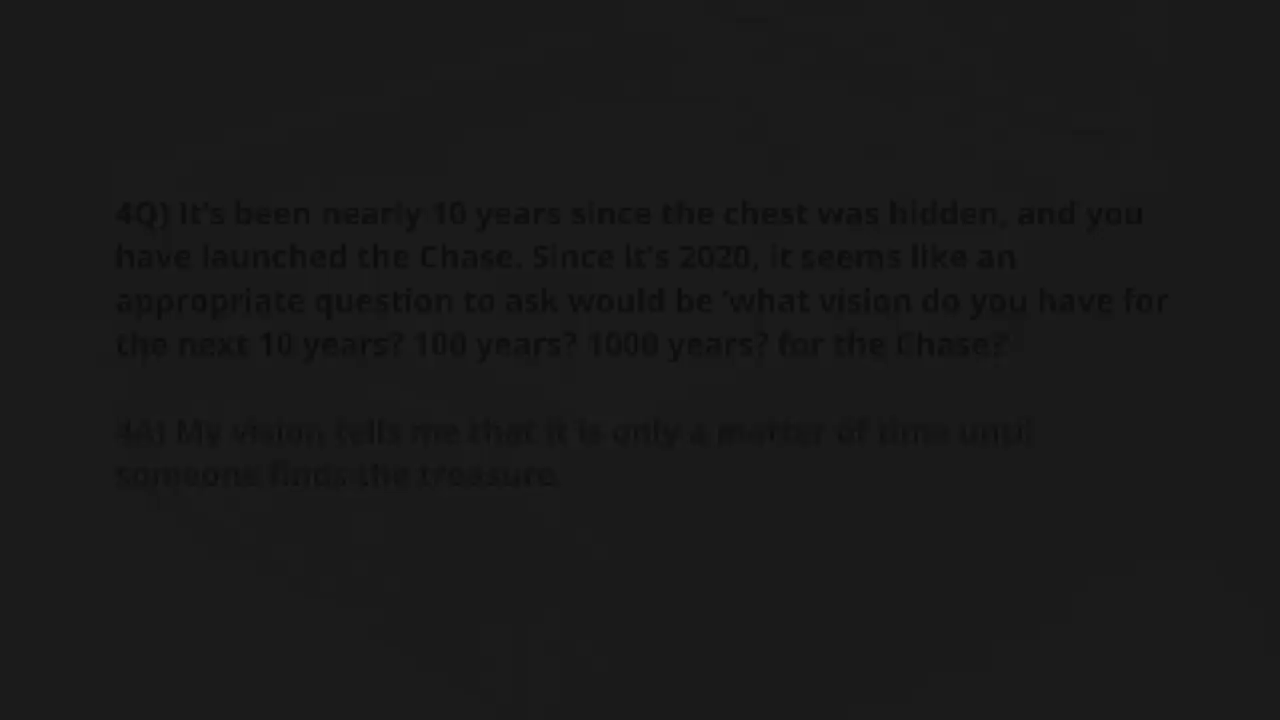 4Q) It's been nearly 10 years since the chest was hidden, and you
have launched the Chase. Since it's 2020, it seems like an
appropriate question to ask would be 'what vision do you have for
the next 10 years? 100 years? 1000 years? for the Chase?'
4A) My vision tells me that it is only a matter of time until
someone finds the treasure.